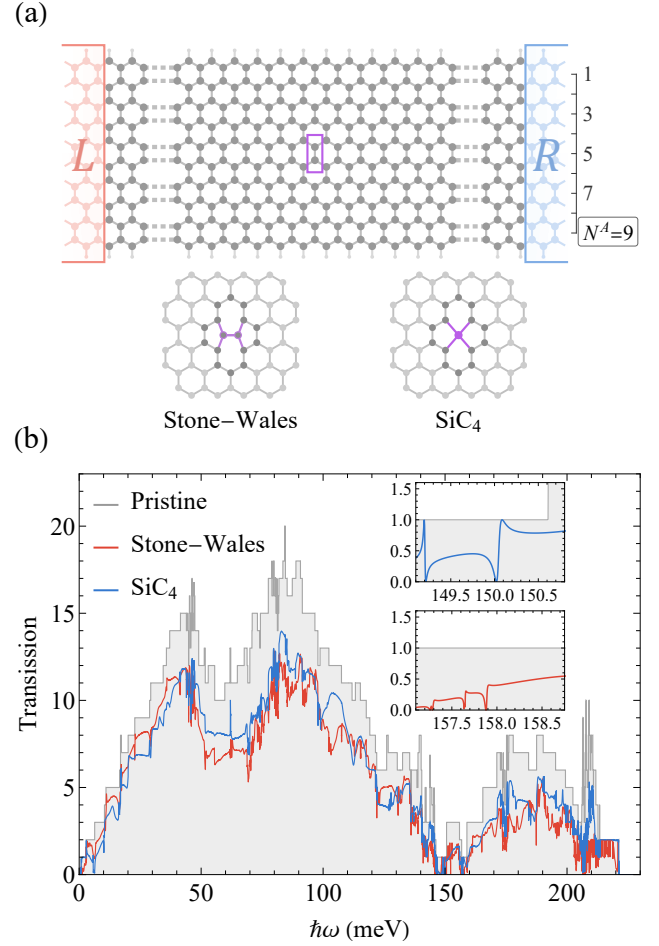 (a)
L
R
1
3
5
7
N^A=9
Stone−Wales
SiC₄
(b)
Transission
20
15
10
5
0
Pristine
Stone−Wales
SiC₄
1.5
1.0
0.5
0.0
149.5 150.0 150.5
1.5
1.0
0.5
0.0
157.5 158.0 158.5
0 50 100 150 200
ℏω (meV)